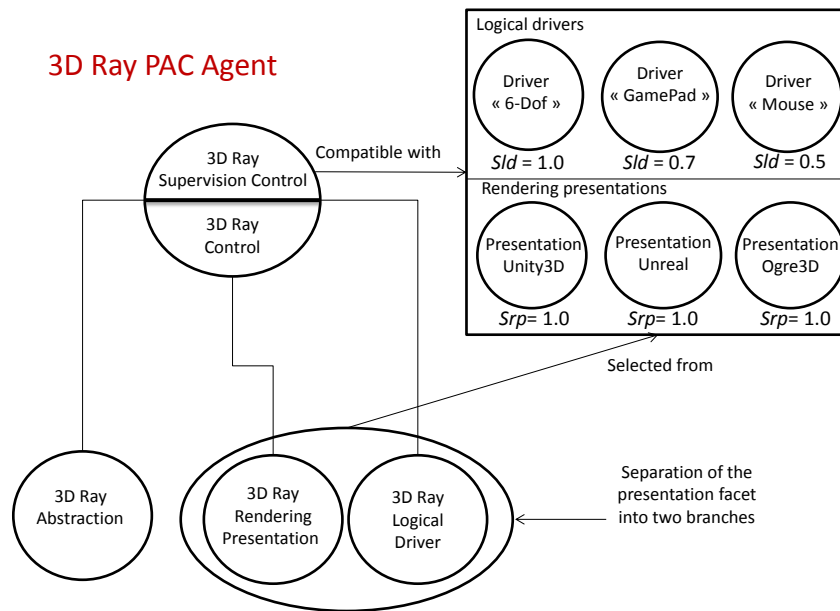 3D Ray PAC Agent
3D Ray
Supervision Control
3D Ray
Control
Compatible with
Logical drivers
Driver
« 6-Dof »
Driver
« GamePad »
Driver
« Mouse »
Sld = 1.0
Sld = 0.7
Sld = 0.5
Rendering presentations
Presentation
Unity3D
Presentation
Unreal
Presentation
Ogre3D
Srp= 1.0
Srp= 1.0
Srp= 1.0
Selected from
3D Ray
Abstraction
3D Ray
Rendering
Presentation
3D Ray
Logical
Driver
Separation of the
presentation facet
into two branches